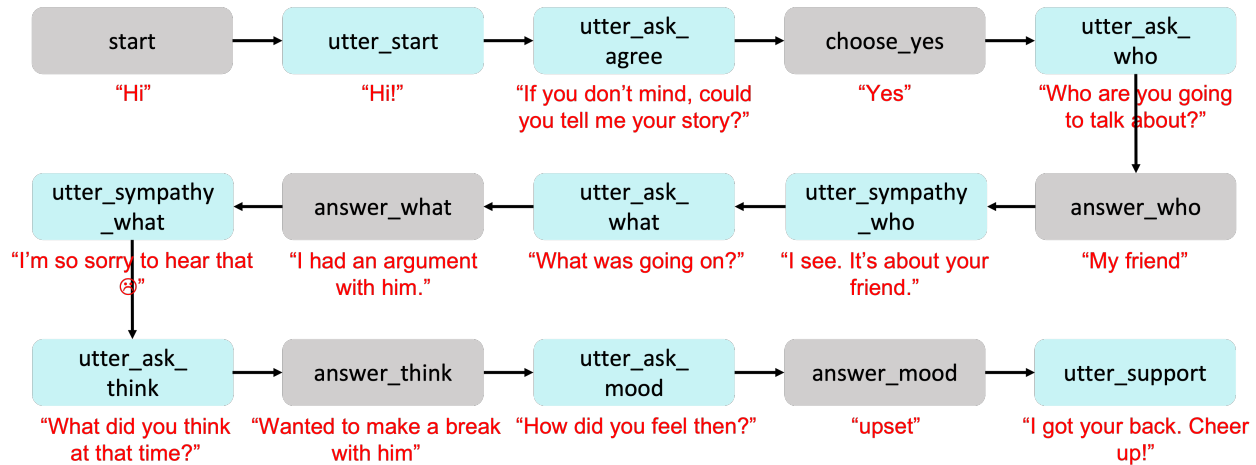 start
utter_start
utter_ask_
agree
choose_yes
utter_ask_
who
“Hi”
“Hi!”
“If you don’t mind, could
you tell me your story?”
“Yes”
“Who are you going
to talk about?”
utter_sympathy
_what
answer_what
utter_ask_
what
utter_sympathy
_who
answer_who
“I’m so sorry to hear that
☹”
“I had an argument
with him.”
“What was going on?”
“I see. It’s about your
friend.”
“My friend”
utter_ask_
think
answer_think
utter_ask_
mood
answer_mood
utter_support
“What did you think
at that time?”
“Wanted to make a break
with him”
“How did you feel then?”
“upset”
“I got your back. Cheer
up!”